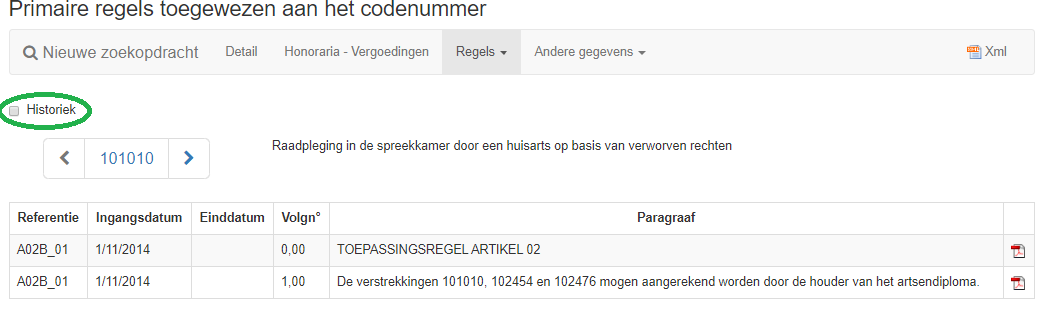 Primaire regels toegewezen aan het codenummer
Nieuwe zoekopdracht Detail Honoraria - Vergoedingen Regels Andere gegevens Xml
Historiek
101010 Raadpleging in de spreekkamer door een huisarts op basis van verworven rechten
Referentie Ingangsdatum Einddatum Volgn° Paragraaf
A02B_01 1/11/2014 0,00 TOEPASSINGSREGEL ARTIKEL 02
A02B_01 1/11/2014 1,00 De verstrekkingen 101010, 102454 en 102476 mogen aangerekend worden door de houder van het artsendiploma.